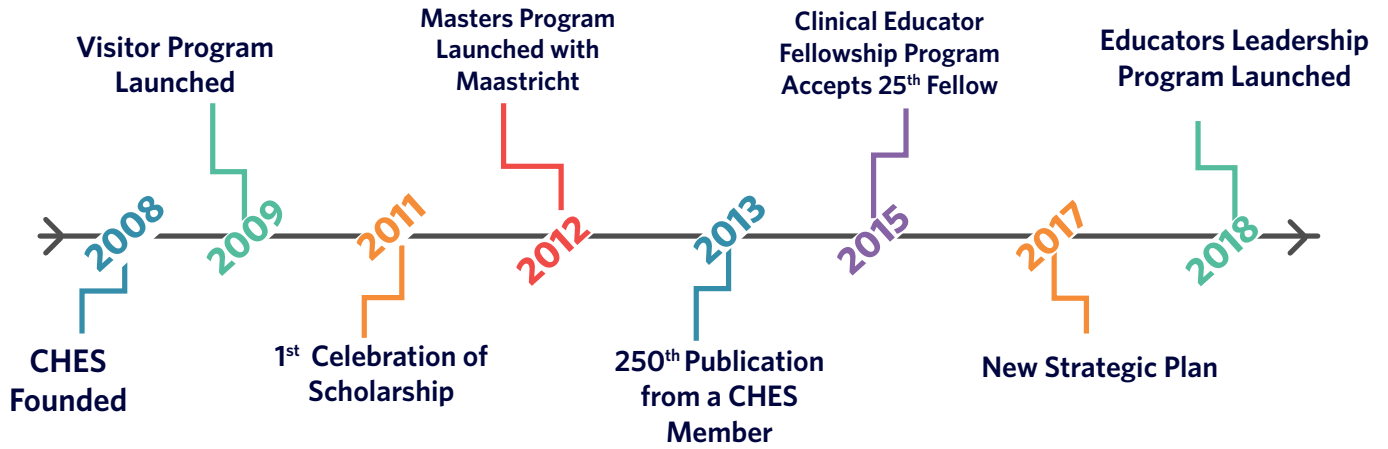 Visitor Program
Launched
Masters Program
Launched with
Maastricht
Clinical Educator
Fellowship Program
Accepts 25th Fellow
Educators Leadership
Program Launched
2008
2009
2011
2012
2013
2015
2017
2018
CHES
Founded
1st Celebration of
Scholarship
250th Publication
from a CHES
Member
New Strategic Plan